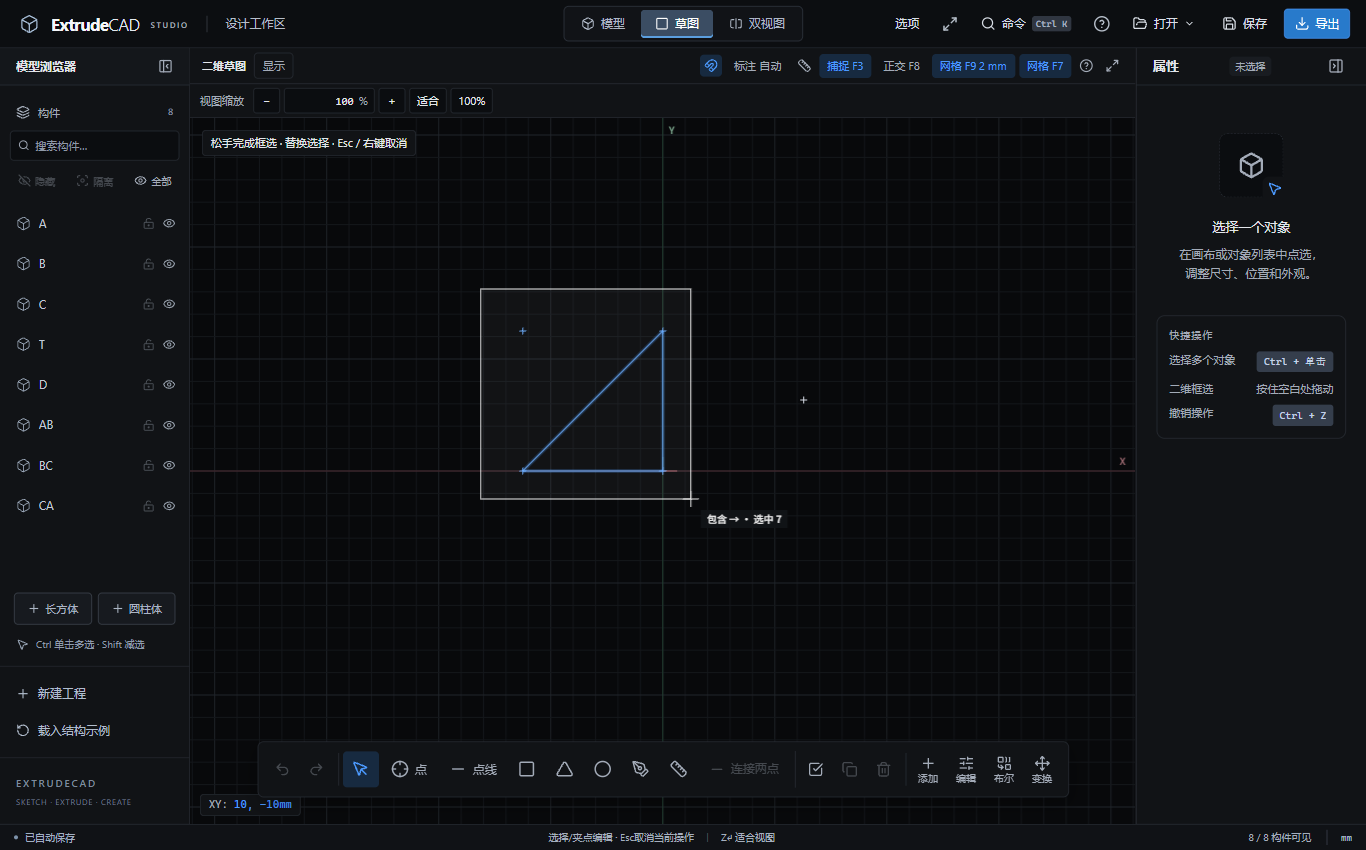 ExtrudeCAD STUDIO 设计工作区 模型 草图 双视图 选项 命令 Ctrl K 打开 保存 导出
模型浏览器 二维草图 显示 标注 自动 捕捉 F3 正交 F8 网格 F9 2 mm 网格 F7 属性 未选择
视图缩放 − 100 % + 适合 100%
构件 8
搜索构件...
隐藏 隔离 全部
松手完成框选 · 替换选择 · Esc / 右键取消
Y
A
B
C
T
D
AB
BC
CA
X
包含 → · 选中 7
选择一个对象
在画布或对象列表中点选，
调整尺寸、位置和外观。
快捷操作
选择多个对象 Ctrl + 单击
二维框选 按住空白处拖动
撤销操作 Ctrl + Z
+ 长方体 + 圆柱体
Ctrl 单击多选 · Shift 减选
+ 新建工程
载入结构示例
点 点线 连接两点 添加 编辑 布尔 变换
EXTRUDECAD
SKETCH · EXTRUDE · CREATE
XY: 10, −10mm
已自动保存 选择/夹点编辑 · Esc取消当前操作 Z↵ 适合视图 8 / 8 构件可见 mm